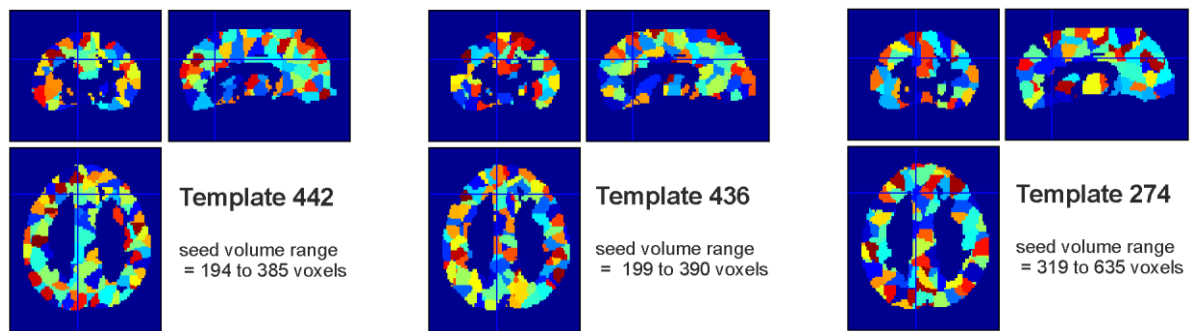 Template 442
seed volume range
= 194 to 385 voxels
Template 436
seed volume range
= 199 to 390 voxels
Template 274
seed volume range
= 319 to 635 voxels